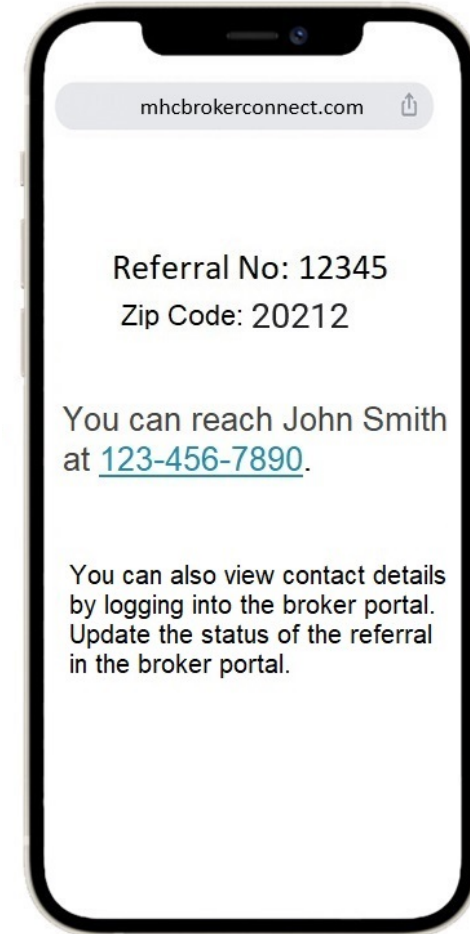 mhcbrokerconnect.com
Referral No: 12345
Zip Code: 20212
You can reach John Smith
at 123-456-7890.
You can also view contact details
by logging into the broker portal.
Update the status of the referral
in the broker portal.